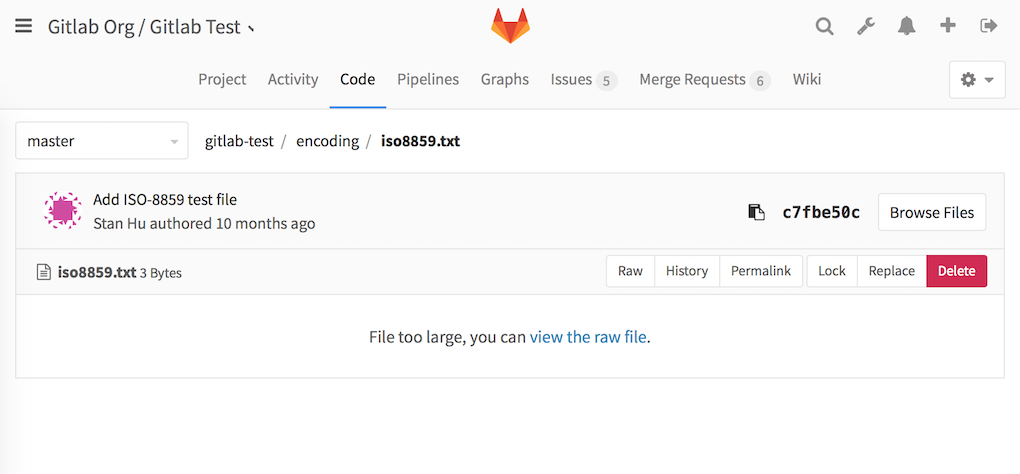 Gitlab Org / Gitlab Test
Project Activity Code Pipelines Graphs Issues 5 Merge Requests 6 Wiki
master gitlab-test / encoding / iso8859.txt
Add ISO-8859 test file
Stan Hu authored 10 months ago
c7fbe50c Browse Files
iso8859.txt 3 Bytes Raw History Permalink Lock Replace Delete
File too large, you can view the raw file.